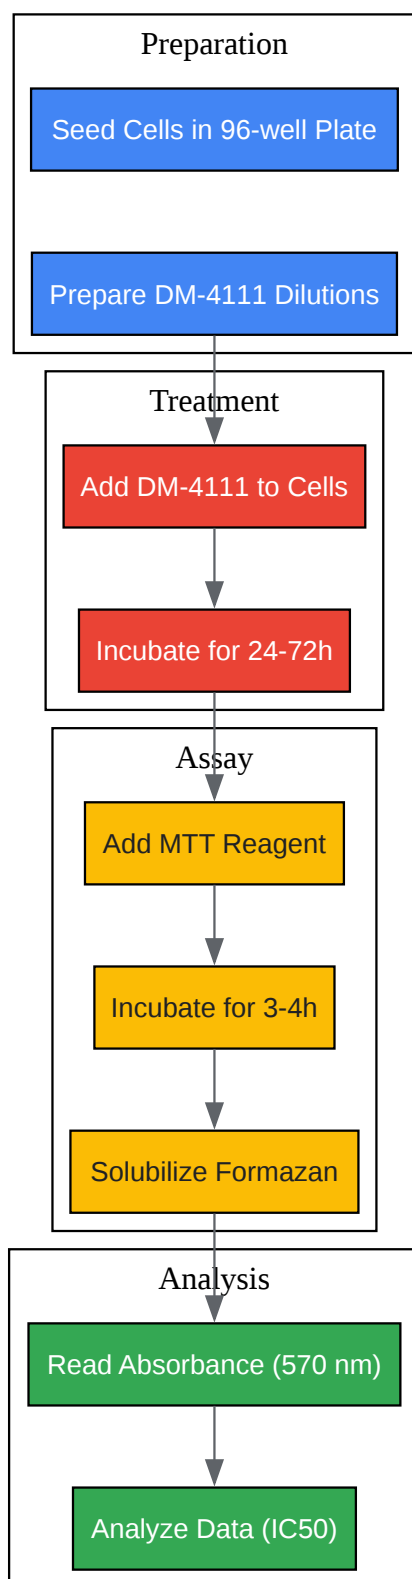 Preparation
Seed Cells in 96-well Plate
Prepare DM-4111 Dilutions
Treatment
Add DM-4111 to Cells
Incubate for 24-72h
Assay
Add MTT Reagent
Incubate for 3-4h
Solubilize Formazan
Analysis
Read Absorbance (570 nm)
Analyze Data (IC50)